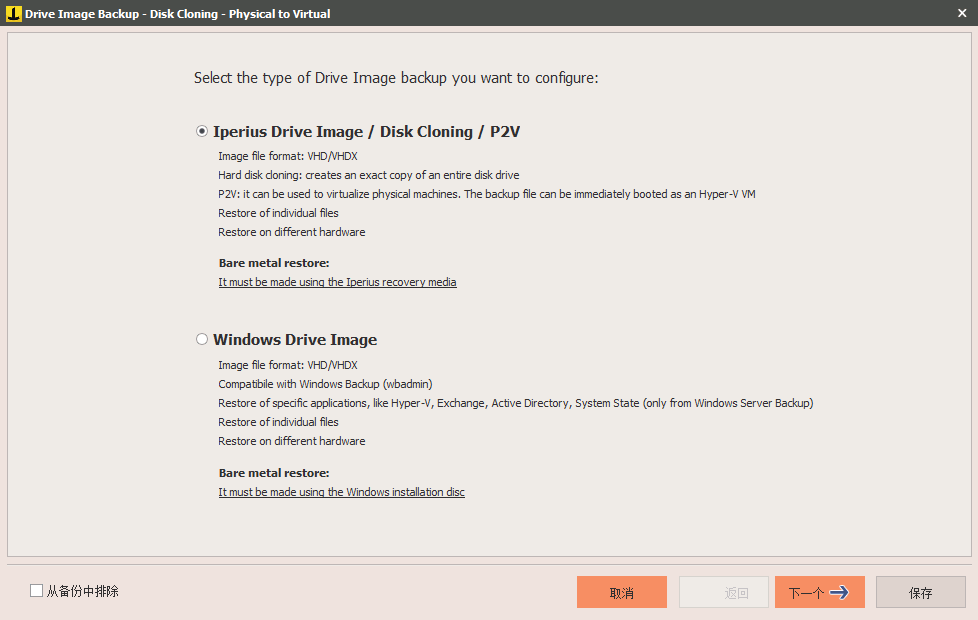 Drive Image Backup - Disk Cloning - Physical to Virtual
Select the type of Drive Image backup you want to configure:
Iperius Drive Image / Disk Cloning / P2V
Image file format: VHD/VHDX
Hard disk cloning: creates an exact copy of an entire disk drive
P2V: it can be used to virtualize physical machines. The backup file can be immediately booted as an Hyper-V VM
Restore of individual files
Restore on different hardware
Bare metal restore:
It must be made using the Iperius recovery media
Windows Drive Image
Image file format: VHD/VHDX
Compatibile with Windows Backup (wbadmin)
Restore of specific applications, like Hyper-V, Exchange, Active Directory, System State (only from Windows Server Backup)
Restore of individual files
Restore on different hardware
Bare metal restore:
It must be made using the Windows installation disc
从备份中排除
取消
返回
下一个
保存